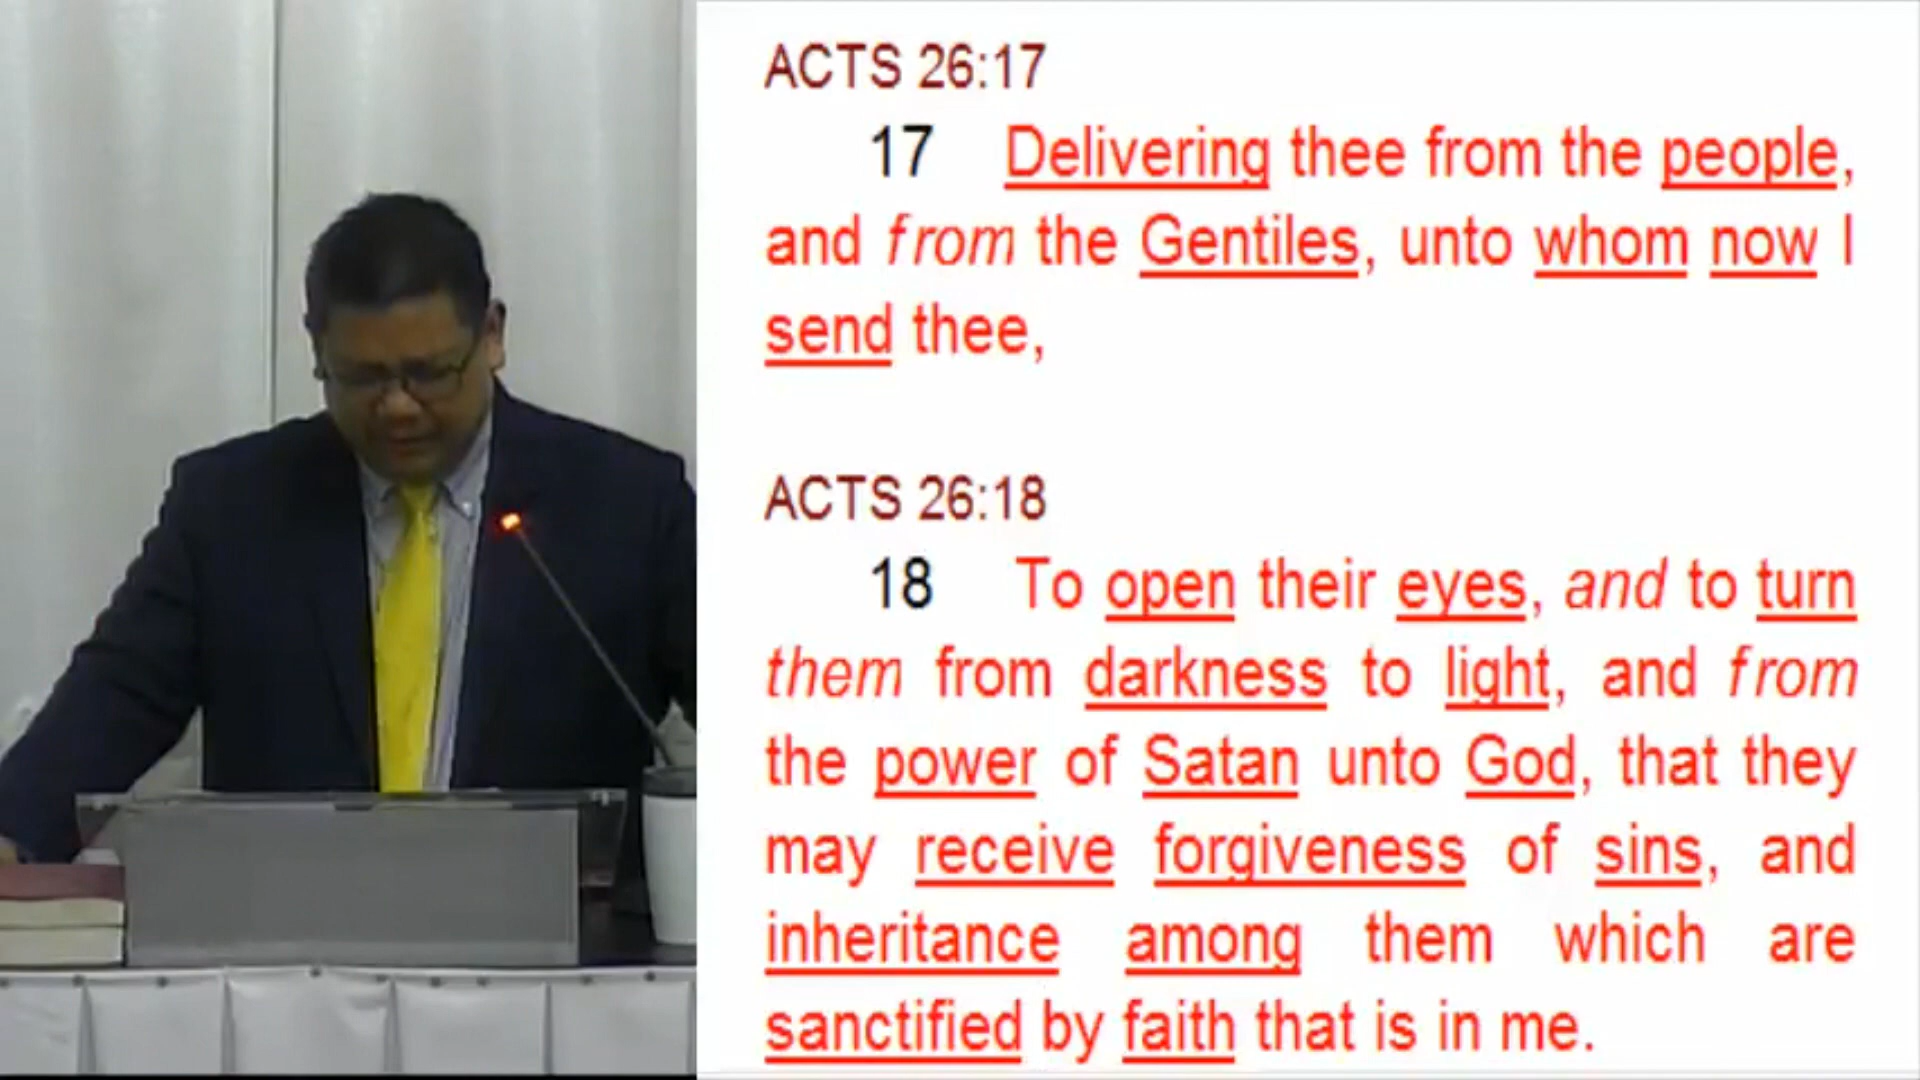 ACTS 26:17
17 Delivering thee from the people,
and from the Gentiles, unto whom now I
send thee,
ACTS 26:18
18 To open their eyes, and to turn
them from darkness to light, and from
the power of Satan unto God, that they
may receive forgiveness of sins, and
inheritance among them which are
sanctified by faith that is in me.